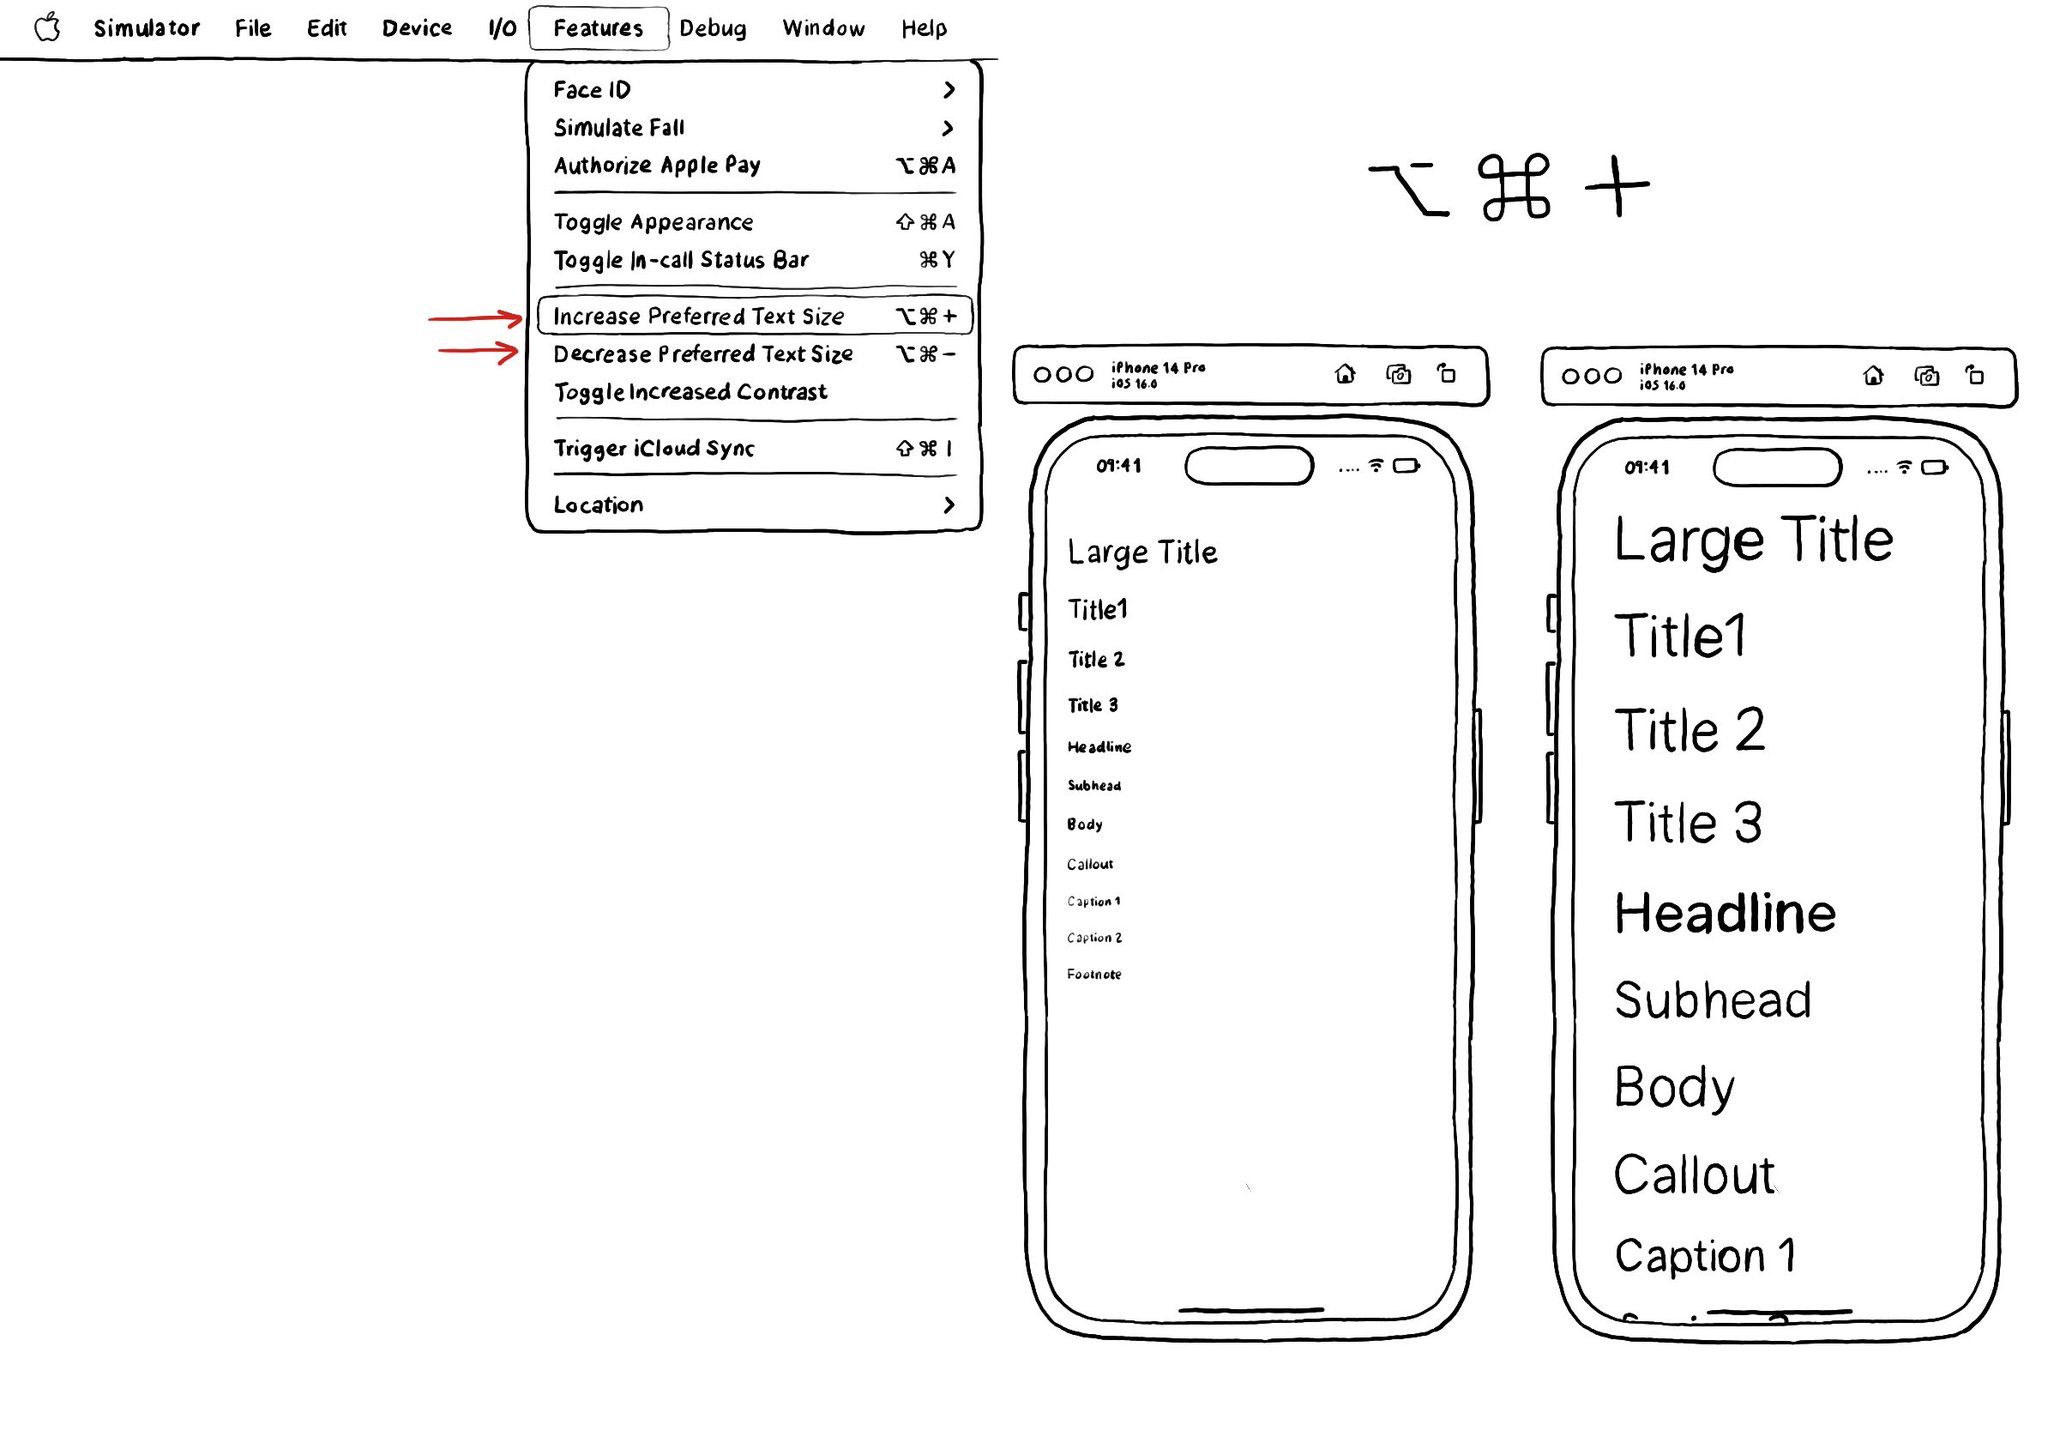 Simulator File Edit Device I/O Features Debug Window Help
Face ID >
Simulate Fall >
Authorize Apple Pay ⌥⌘A
Toggle Appearance ⇧⌘A
Toggle In-call Status Bar ⌘Y
Increase Preferred Text Size ⌥⌘+
Decrease Preferred Text Size ⌥⌘-
Toggle Increased Contrast
Trigger iCloud Sync ⇧⌘I
Location >
⌥⌘+
iPhone 14 Pro
iOS 16.0
09:41
Large Title
Title1
Title 2
Title 3
Headline
Subhead
Body
Callout
Caption 1
Caption 2
Footnote
iPhone 14 Pro
iOS 16.0
09:41
Large Title
Title1
Title 2
Title 3
Headline
Subhead
Body
Callout
Caption 1